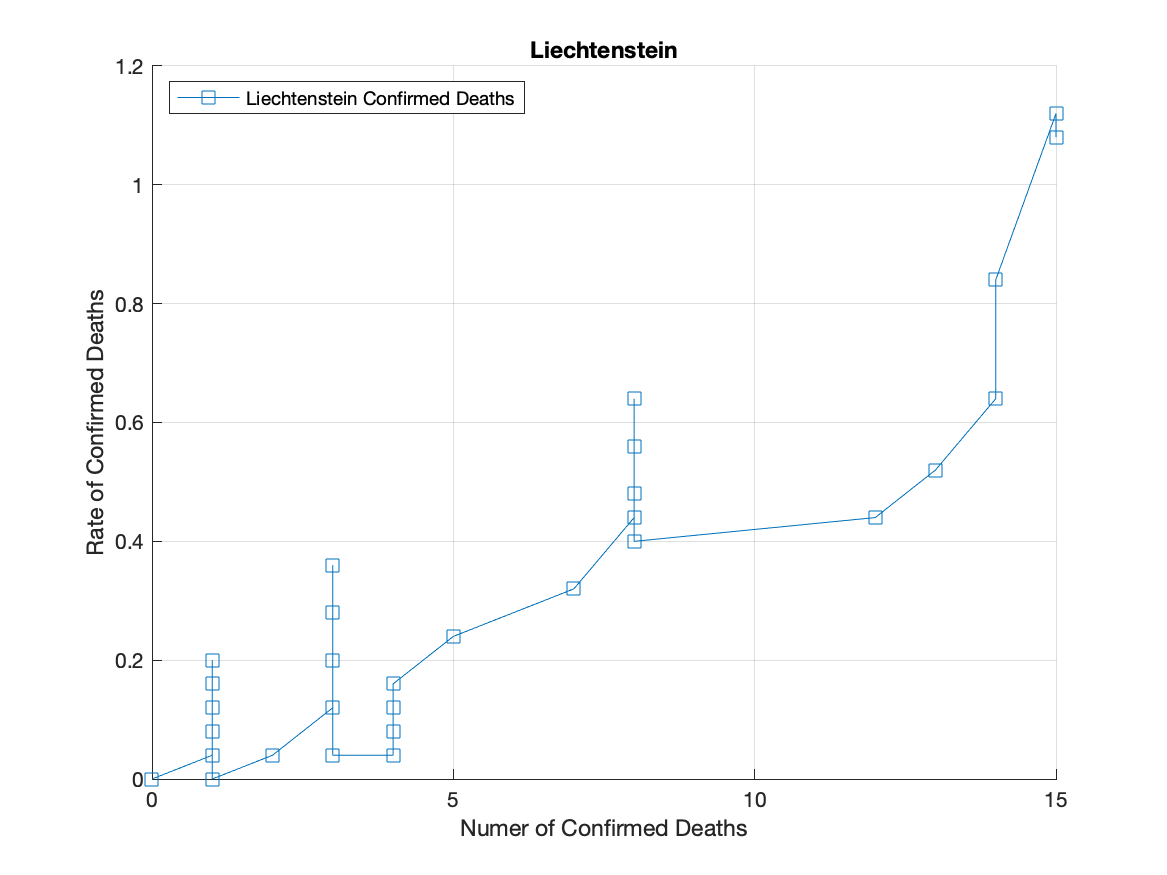 Liechtenstein
1.2
Liechtenstein Confirmed Deaths
1
0.8
0.6
0.4
0.2
0
Rate of Confirmed Deaths
0 5 10 15
Numer of Confirmed Deaths